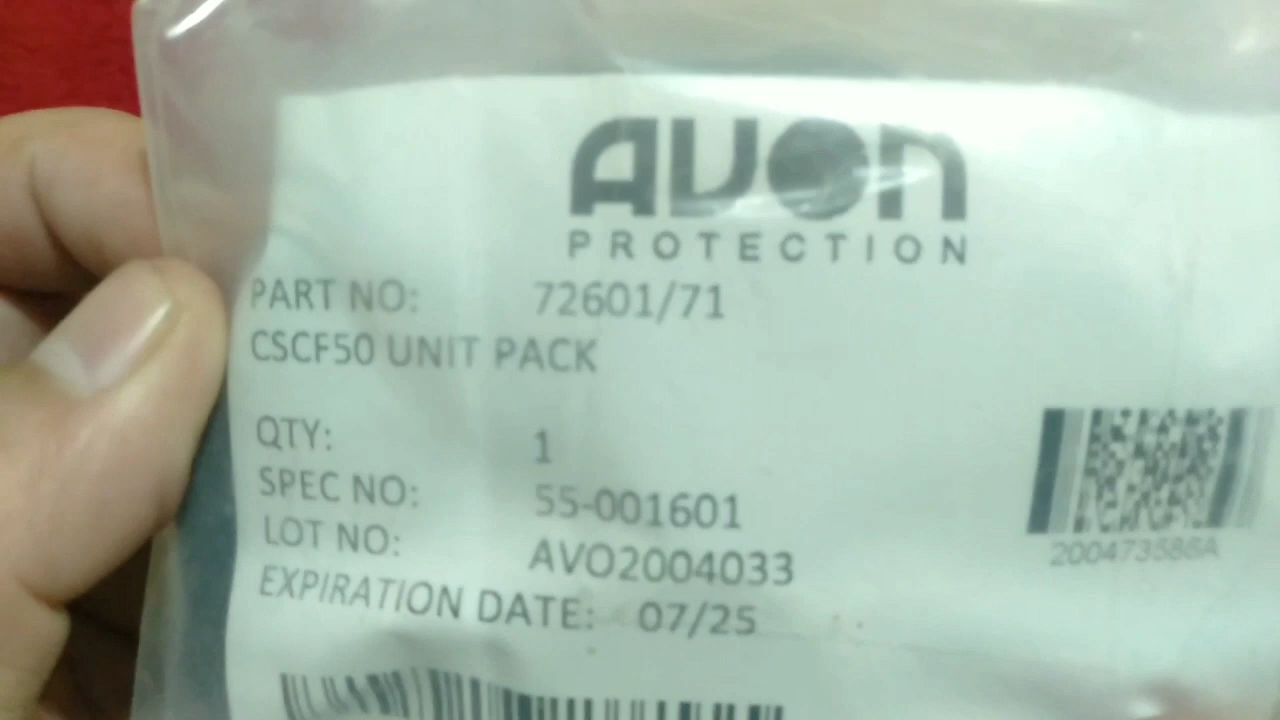 AVON
PROTECTION
PART NO: 72601/71
CSCF50 UNIT PACK
QTY: 1
SPEC NO: 55-001601
LOT NO: AVO2004033
EXPIRATION DATE: 07/25